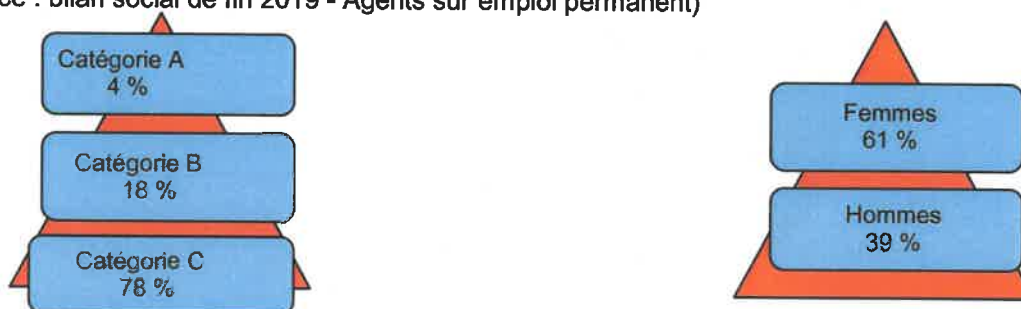 : bilan social de fin 2019 - Agents sur emploi permanent)
Catégorie A
4 %
Catégorie B
18 %
Catégorie C
78 %
Femmes
61 %
Hommes
39 %